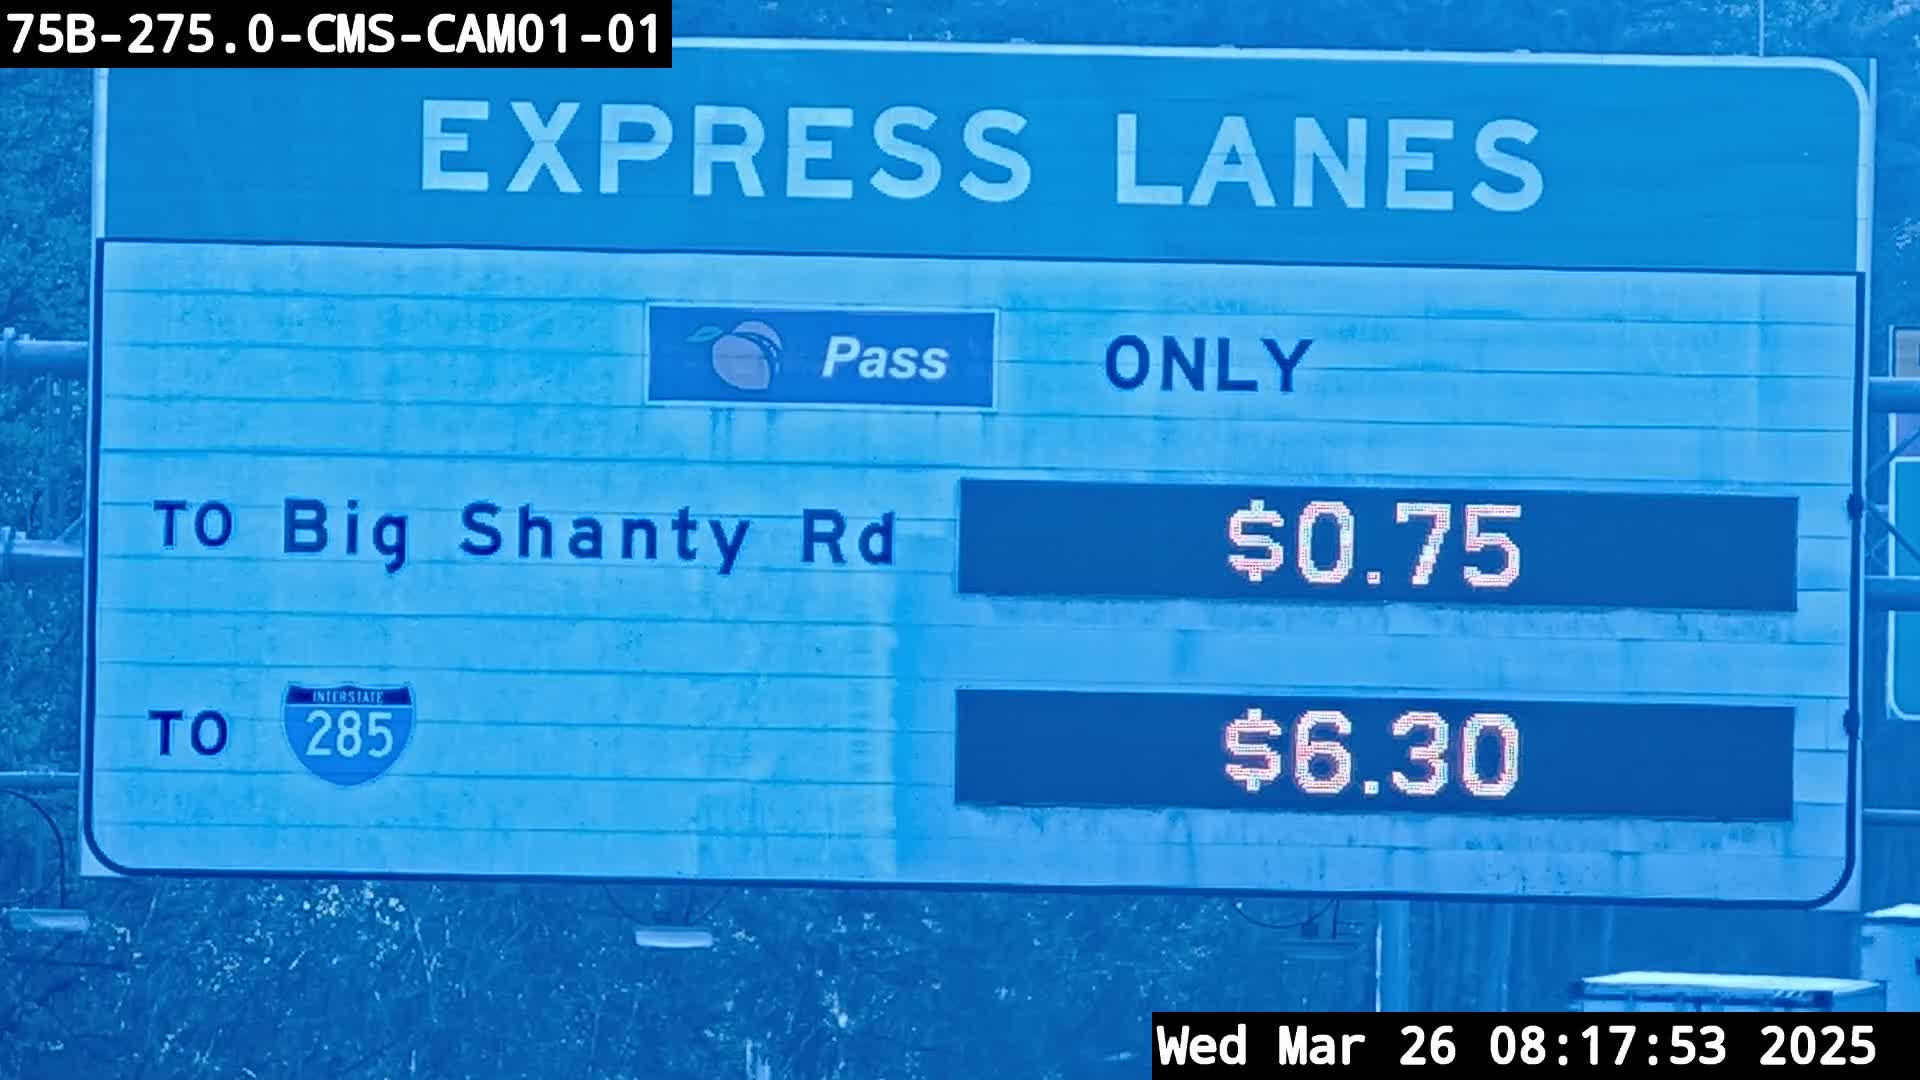 75B-275.0-CMS-CAM01-01
EXPRESS LANES
Pass ONLY
TO Big Shanty Rd $0.75
INTERSTATE
TO 285 $6.30
Wed Mar 26 08:17:53 2025